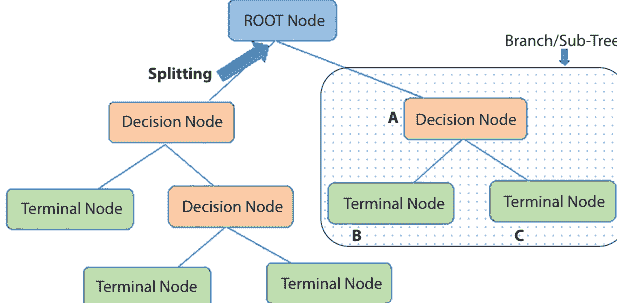 ROOT Node
Branch/Sub-Tree
Splitting
Decision Node
A
Decision Node
Terminal Node
Decision Node
Terminal Node
Terminal Node
B
C
Terminal Node
Terminal Node